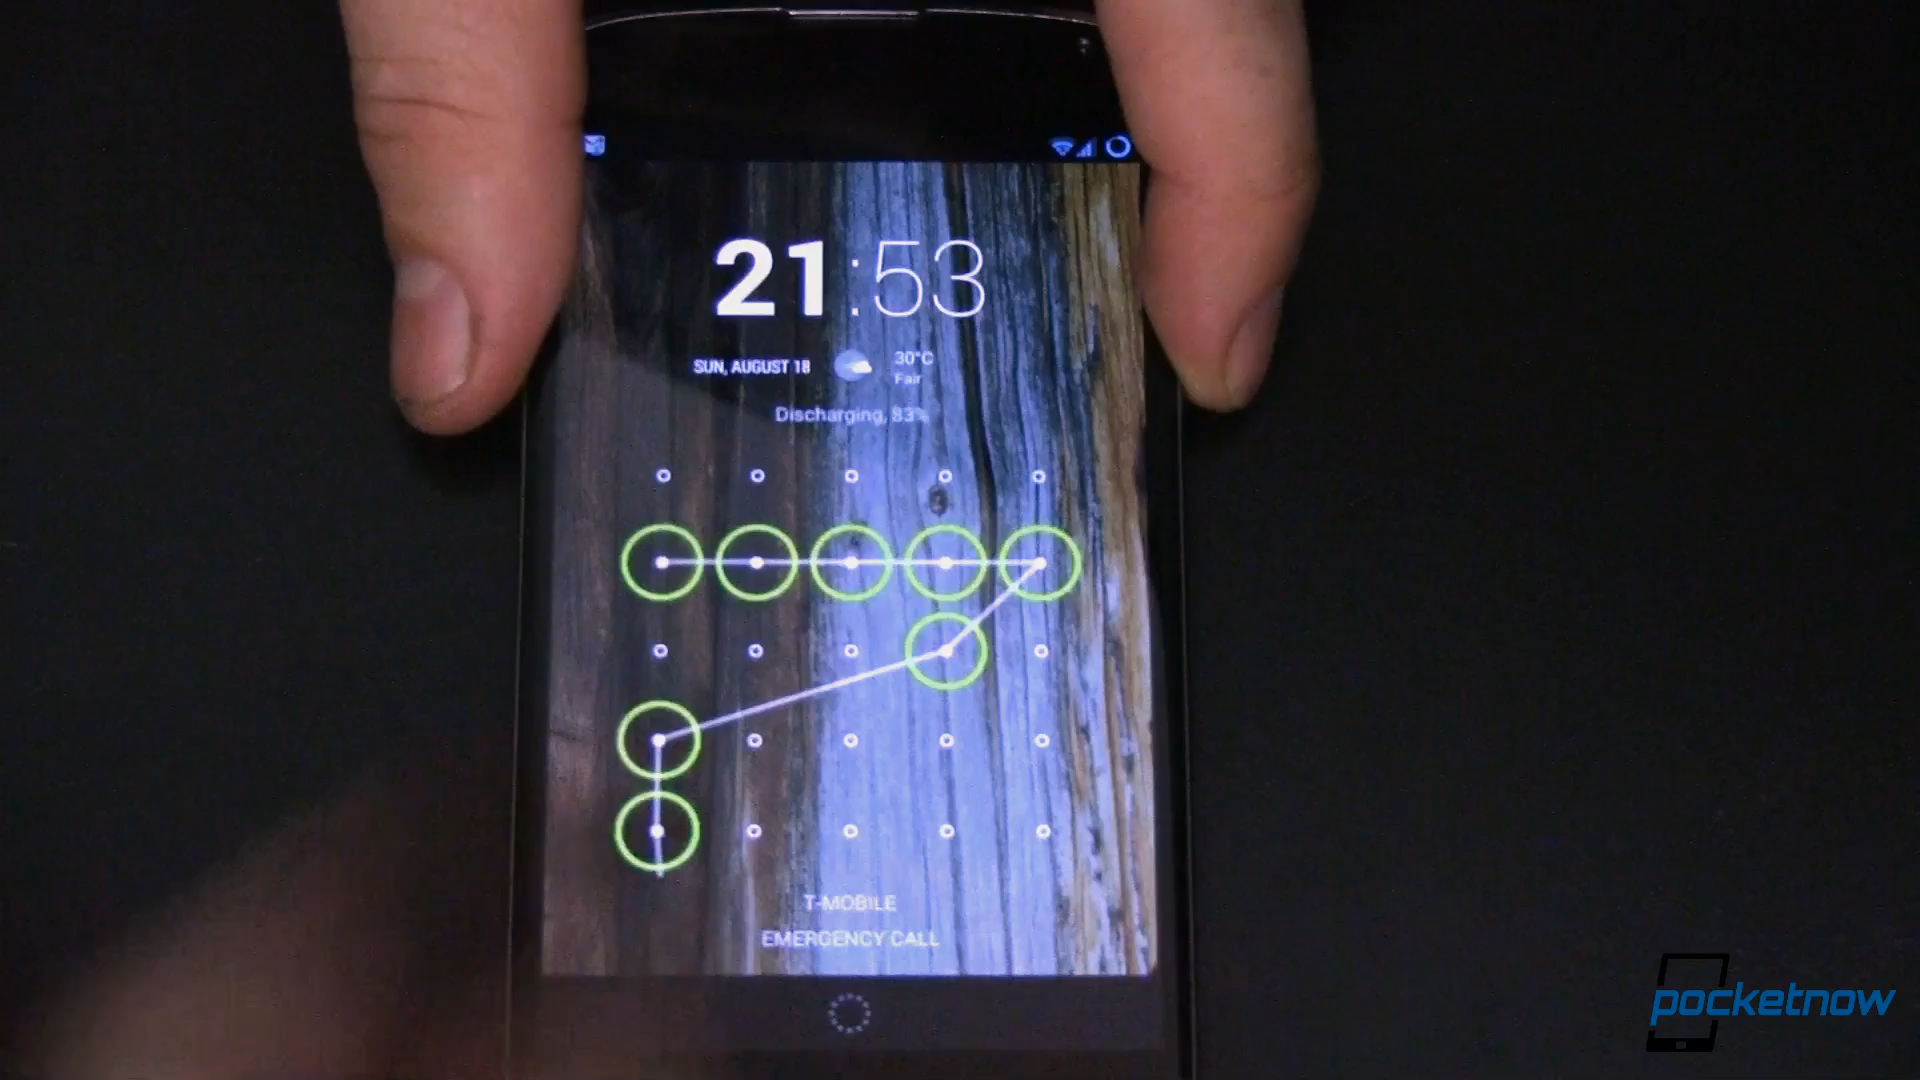 21:53
SUN, AUGUST 18
30°C
Fair
Discharging, 83%
T-MOBILE
EMERGENCY CALL
pocketnow